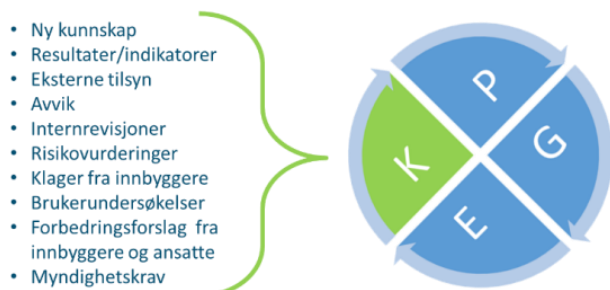 • Ny kunnskap
• Resultater/indikatorer
• Eksterne tilsyn
• Avvik
• Internrevisjoner
• Risikovurderinger
• Klager fra innbyggere
• Brukerundersøkelser
• Forbedringsforslag fra
innbyggere og ansatte
• Myndighetskrav
P
G
E
K